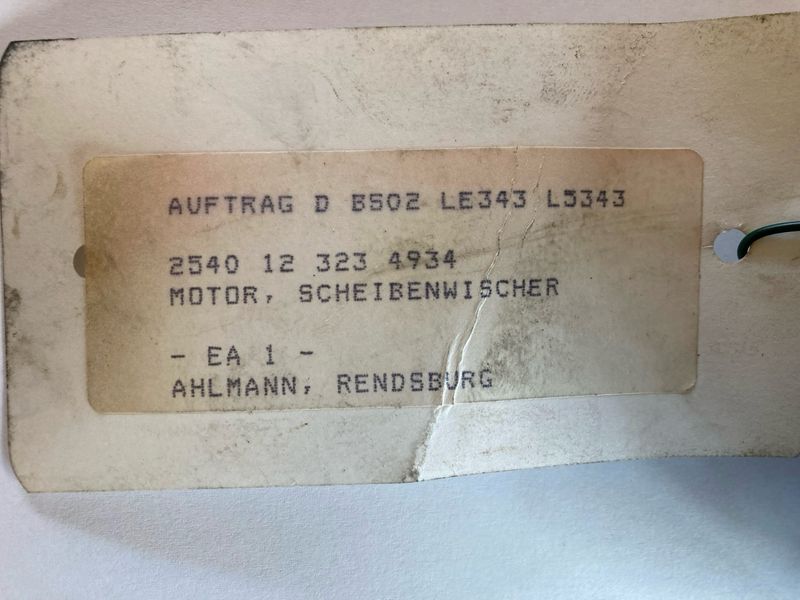 AUFTRAG D B502 LE343 L5343
2540 12 323 4934
MOTOR, SCHEIBENWISCHER
- EA 1 -
AHLMANN, RENDSBURG